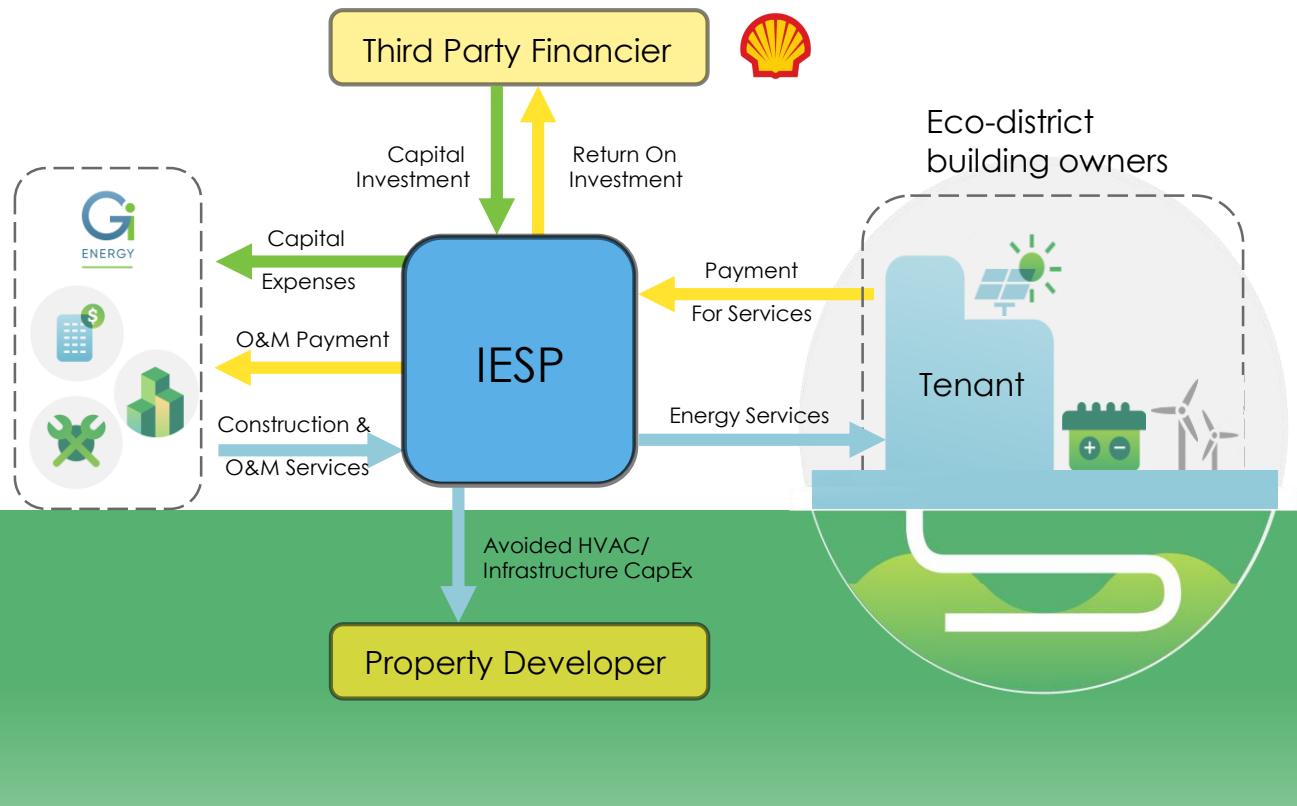 Third Party Financier
Eco-district
building owners
Capital
Investment
Return On
Investment
Gi
ENERGY
Capital
Expenses
Payment
For Services
$
O&M Payment
IESP
Tenant
Energy Services
Construction &
O&M Services
+ -
Avoided HVAC/
Infrastructure CapEx
Property Developer